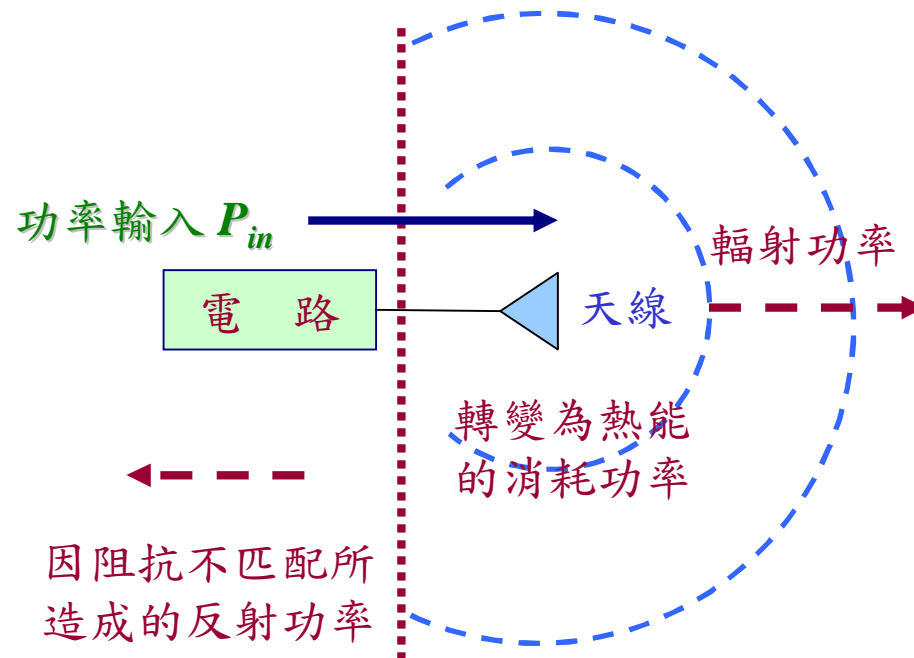 功率輸入 P_in
輻射功率
電 路
天線
轉變為熱能
的消耗功率
因阻抗不匹配所
造成的反射功率